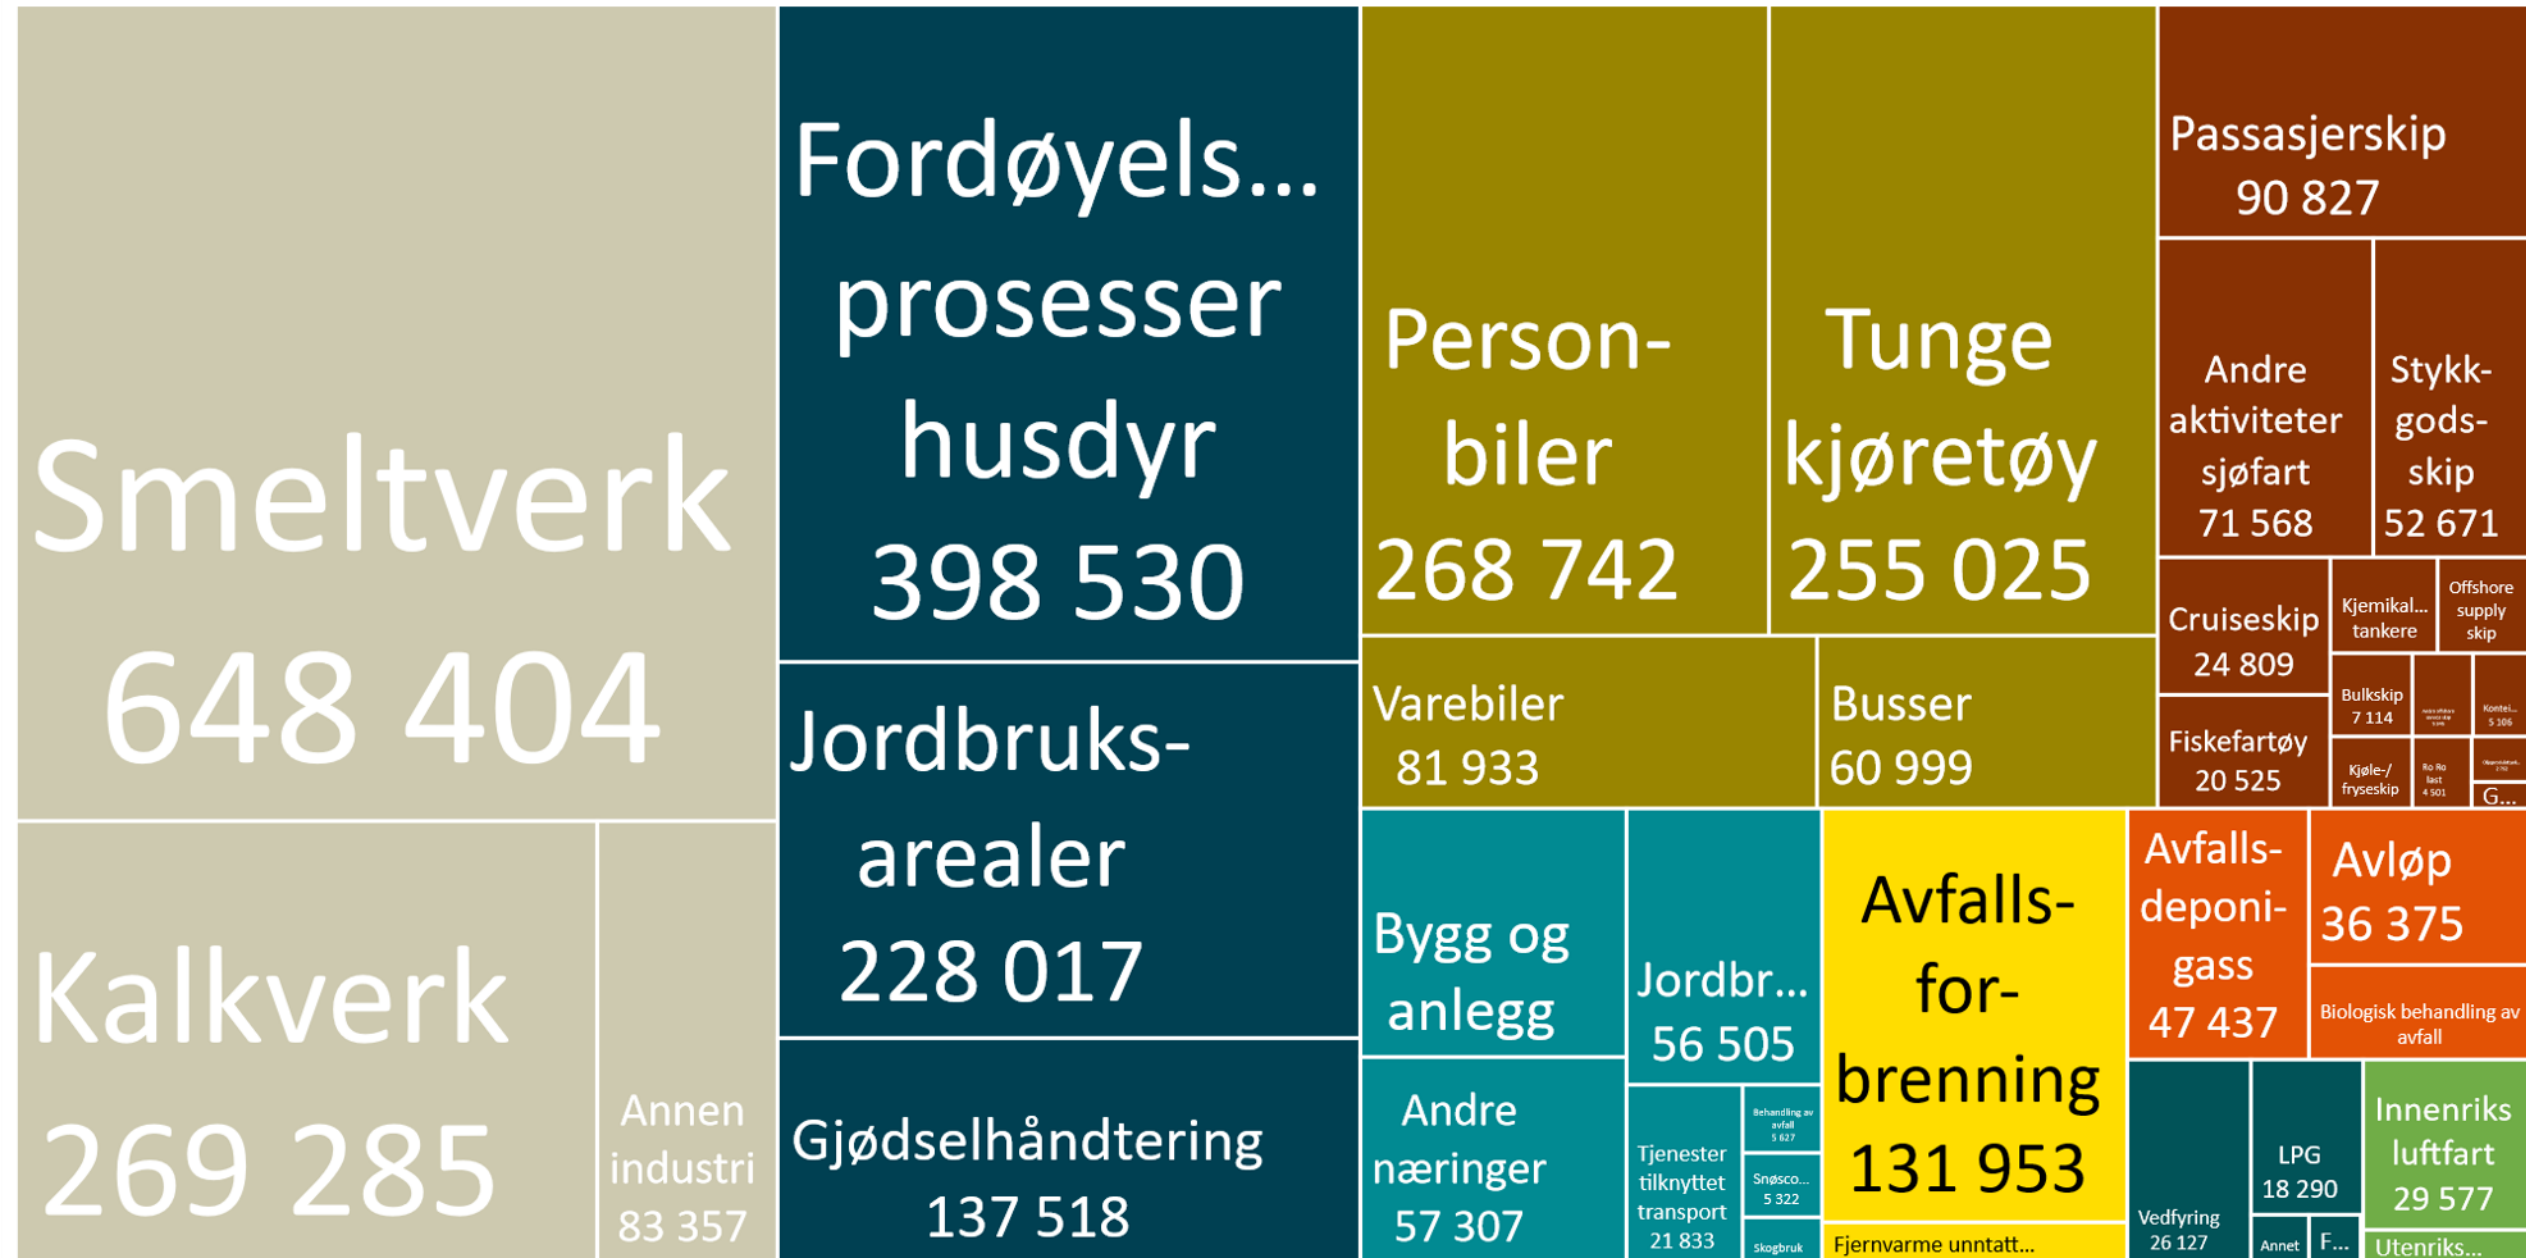 Smeltverk
648 404
Kalkverk
269 285
Annen
industri
83 357
Fordøyels...
prosesser
husdyr
398 530
Jordbruks-
arealer
228 017
Gjødselhåndtering
137 518
Person-
biler
268 742
Tunge
kjøretøy
255 025
Varebiler
81 933
Busser
60 999
Passasjerskip
90 827
Andre
aktiviteter
sjøfart
71 568
Stykk-
gods-
skip
52 671
Cruiseskip
24 809
Fiskefartøy
20 525
Kjemikal...
tankere
Offshore
supply
skip
Bulkskip
7 114
Kontei...
5 106
Kjøle-/
fryseskip
Ro Ro
last
4 501
G...
Bygg og
anlegg
Andre
næringer
57 307
Jordbr...
56 505
Tjenester
tilknyttet
transport
21 833
Behandling av
avfall
5 627
Snøsco...
5 322
Skogbruk
Avfalls-
for-
brenning
131 953
Fjernvarme unntatt...
Avfalls-
deponi-
gass
47 437
Avløp
36 375
Biologisk behandling av
avfall
Vedfyring
26 127
LPG
18 290
Annet
F...
Innenriks
luftfart
29 577
Utenriks...